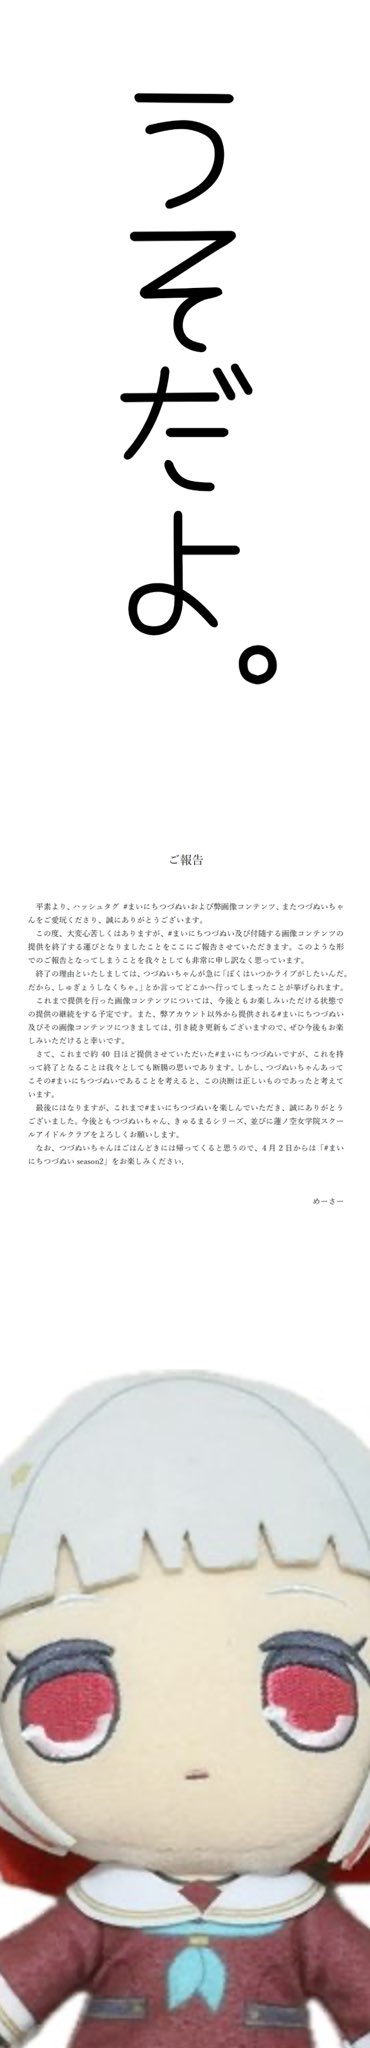 うそだよ。
ご報告
平素より、ハッシュタグ #まいにちつづぬいおよび弊画像コンテンツ、またつづぬいちゃ
んをご愛玩くださり、誠にありがとうございます。
この度、大変心苦しくはありますが、#まいにちつづぬい及び付随する画像コンテンツの
提供を終了する運びとなりましたことをここにご報告させていただきます。このような形
でのご報告となってしまうことを我々としても非常に申し訳なく思っています。
終了の理由といたしましては、つづぬいちゃんが急に「ぼくはいつかライブがしたいんだ。
だから、しゅぎょうしなくちゃ。」とか言ってどこかへ行ってしまったことが挙げられます。
これまで提供を行った画像コンテンツについては、今後ともお楽しみいただける状態で
の提供の継続をする予定です。また、弊アカウント以外から提供される#まいにちつづぬい
及びその画像コンテンツにつきましては、引き続き更新もございますので、ぜひ今後もお楽
しみいただけると幸いです。
さて、これまで約 40 日ほど提供させていただいた#まいにちつづぬいですが、これを持
って終了となることは我々としても断腸の思いであります。しかし、つづぬいちゃんあって
こその#まいにちつづぬいであることを考えると、この決断は正しいものであったと考えて
います。
最後にはなりますが、これまで#まいにちつづぬいを楽しんでいただき、誠にありがとう
ございました。今後ともつづぬいちゃん、きゅるまるシリーズ、並びに蓮ノ空女学院スクー
ルアイドルクラブをよろしくお願いします。
なお、つづぬいちゃんはごはんどきには帰ってくると思うので、4 月 2 日からは「#まい
にちつづぬい season2」をお楽しみください。
めーさー